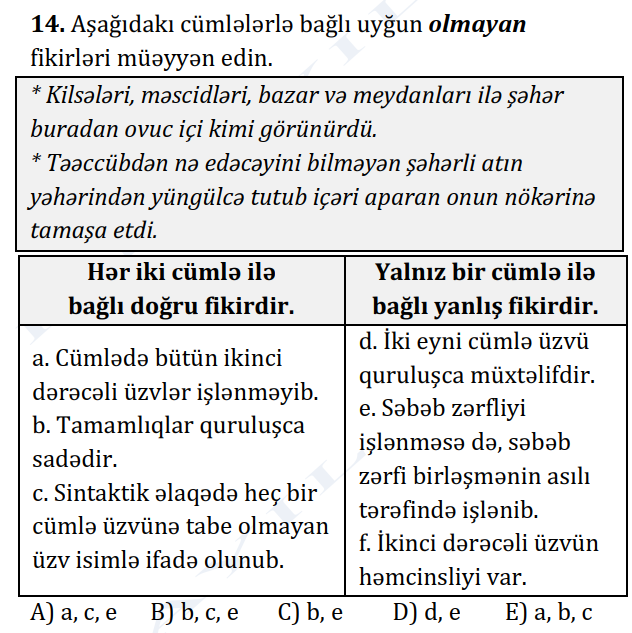 14. Aşağıdakı cümlələrlə bağlı uyğun olmayan
fikirləri müəyyən edin.
* Kilsələri, məscidləri, bazar və meydanları ilə şəhər
buradan ovuc içi kimi görünürdü.
* Təəccübdən nə edəcəyini bilməyən şəhərli atın
yəhərindən yüngülcə tutub içəri aparan onun nökərinə
tamaşa etdi.
Hər iki cümlə ilə
bağlı doğru fikirdir.
a. Cümlədə bütün ikinci
dərəcəli üzvlər işlənməyib.
b. Tamamlıqlar quruluşca
sadədir.
c. Sintaktik əlaqədə heç bir
cümlə üzvünə tabe olmayan
üzv isimlə ifadə olunub.
Yalnız bir cümlə ilə
bağlı yanlış fikirdir.
d. İki eyni cümlə üzvü
quruluşca müxtəlifdir.
e. Səbəb zərfliyi
işlənməsə də, səbəb
zərfi birləşmənin asılı
tərəfində işlənib.
f. İkinci dərəcəli üzvün
həmcinsliyi var.
A) a, c, e B) b, c, e C) b, e D) d, e E) a, b, c